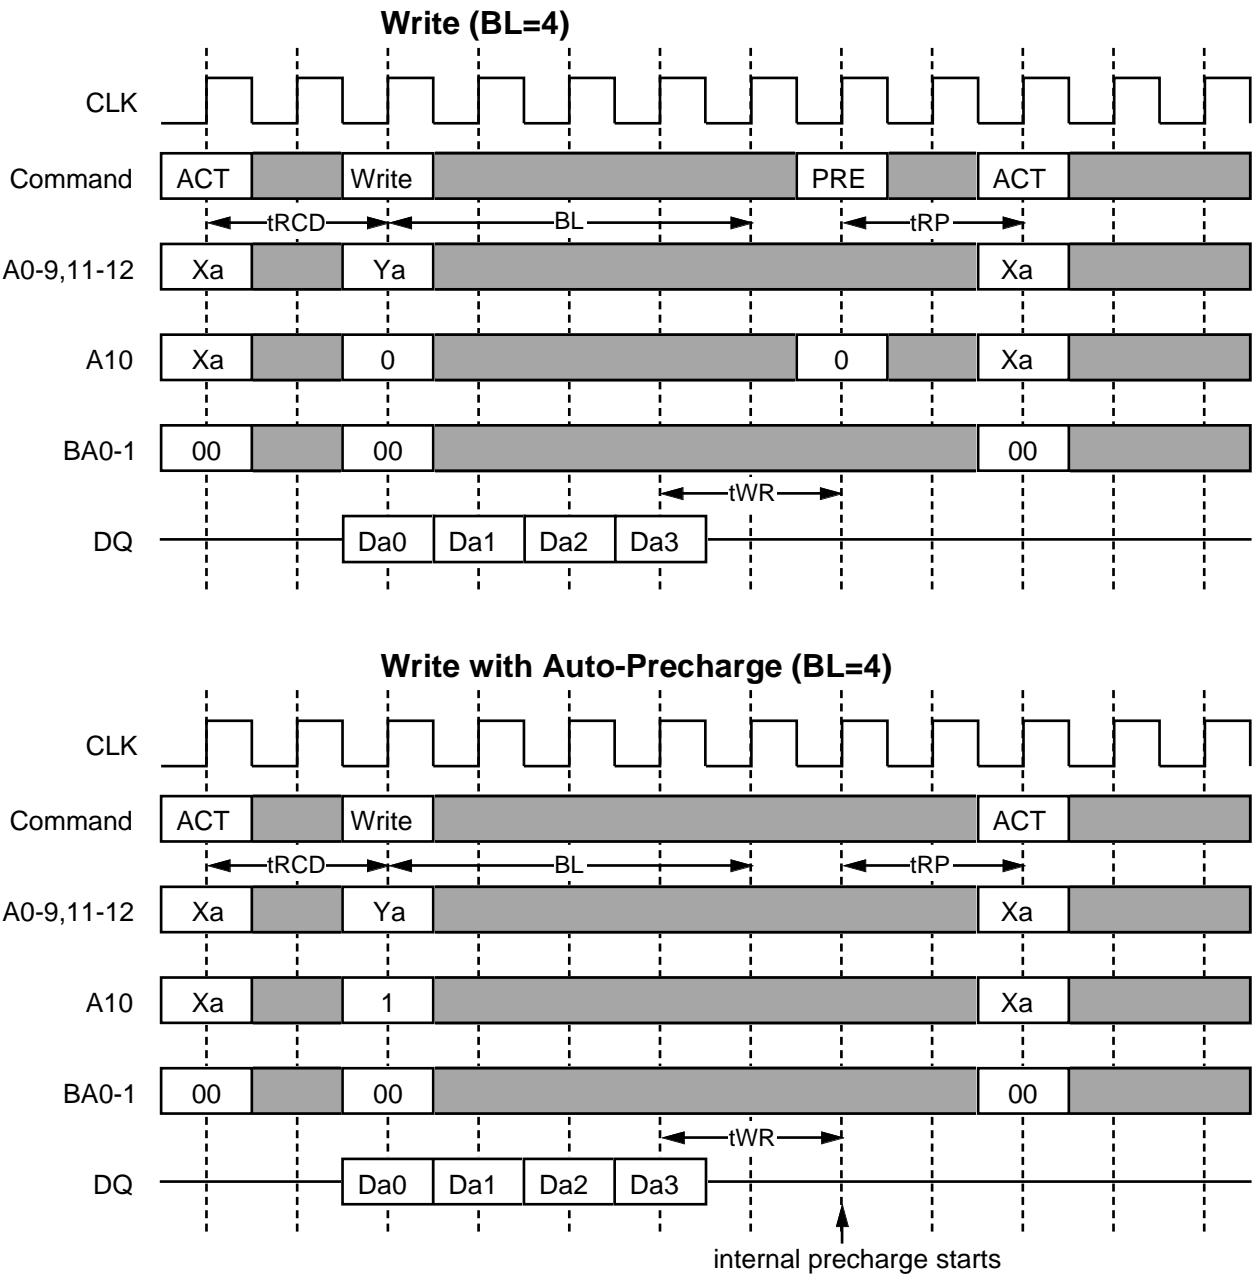 Write (BL=4)
CLK
Command ACT Write PRE ACT
tRCD BL tRP
A0-9,11-12 Xa Ya Xa
A10 Xa 0 0 Xa
BA0-1 00 00 00
tWR
DQ Da0 Da1 Da2 Da3
Write with Auto-Precharge (BL=4)
CLK
Command ACT Write ACT
tRCD BL tRP
A0-9,11-12 Xa Ya Xa
A10 Xa 1 Xa
BA0-1 00 00 00
tWR
DQ Da0 Da1 Da2 Da3
internal precharge starts